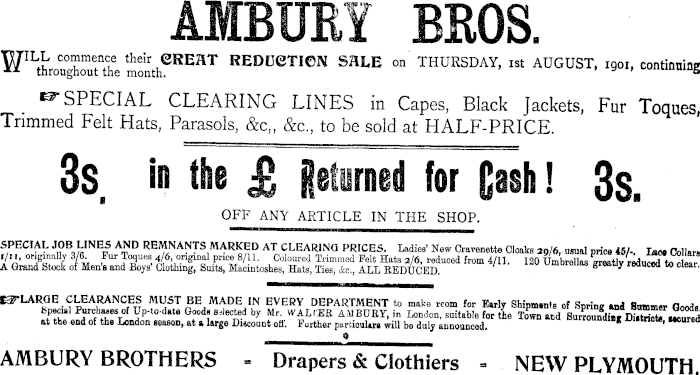 AMBURY BROS.
WILL commence their GREAT REDUCTION SALE on THURSDAY, 1st AUGUST, 1901, continuing
throughout the month.
☞ SPECIAL CLEARING LINES in Capes, Black Jackets, Fur Toques,
Trimmed Felt Hats, Parasols, &c., &c., to be sold at HALF-PRICE.
3s. in the £ Returned for Cash! 3s.
OFF ANY ARTICLE IN THE SHOP.
SPECIAL JOB LINES AND REMNANTS MARKED AT CLEARING PRICES. Ladies' New Cravenette Cloaks 29/6, usual price 45/-. Lace Collars
1/11, originally 3/6. Fur Toques 4/6, original price 8/11. Coloured Trimmed Felt Hats 2/6, reduced from 4/11. 120 Umbrellas greatly reduced to clear.
A Grand Stock of Men's and Boys' Clothing, Suits, Macintoshes, Hats, Ties, &c., ALL REDUCED.
☞ LARGE CLEARANCES MUST BE MADE IN EVERY DEPARTMENT to make room for Early Shipments of Spring and Summer Goods.
Special Purchases of Up-to-date Goods selected by Mr. WALTER AMBURY, in London, suitable for the Town and Surrounding Districts, secured
at the end of the London season, at a large Discount off. Further particulars will be duly announced.
AMBURY BROTHERS - Drapers & Clothiers - NEW PLYMOUTH.